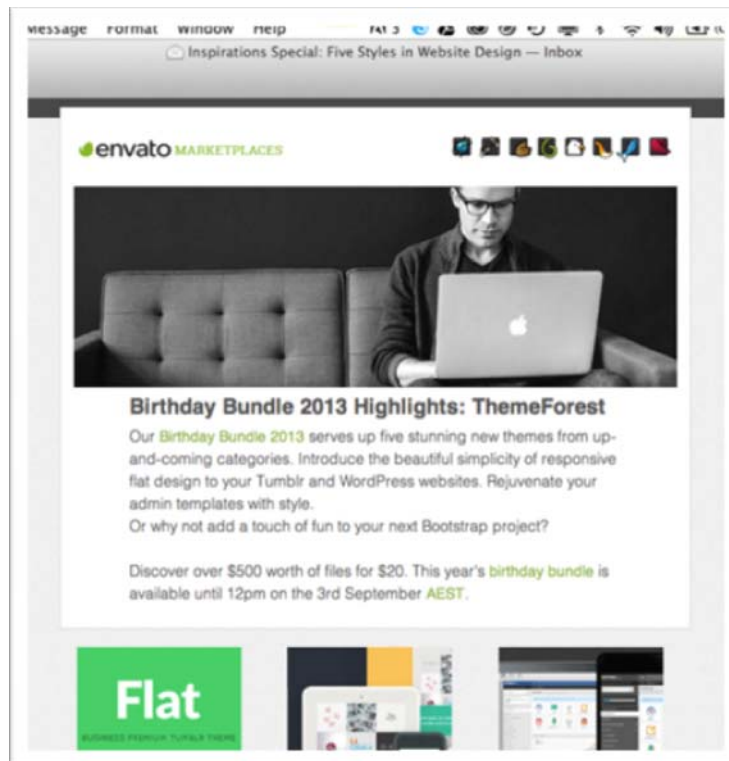 Message Format Window Help
Inspirations Special: Five Styles in Website Design — Inbox
envato MARKETPLACES
Birthday Bundle 2013 Highlights: ThemeForest
Our Birthday Bundle 2013 serves up five stunning new themes from up-
and-coming categories. Introduce the beautiful simplicity of responsive
flat design to your Tumblr and WordPress websites. Rejuvenate your
admin templates with style.
Or why not add a touch of fun to your next Bootstrap project?
Discover over $500 worth of files for $20. This year's birthday bundle is
available until 12pm on the 3rd September AEST.
Flat
BUSINESS PREMIUM TUMBLR THEME